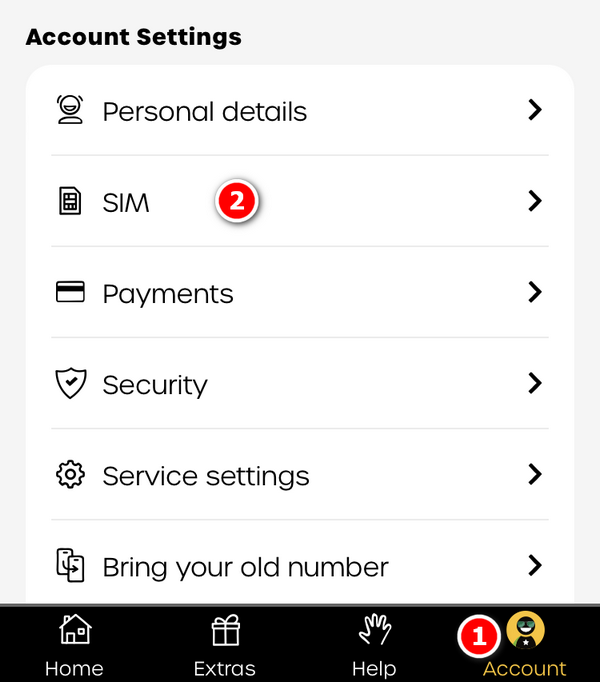 Account Settings
Personal details
SIM
2
Payments
Security
Service settings
Bring your old number
1
Home
Extras
Help
Account